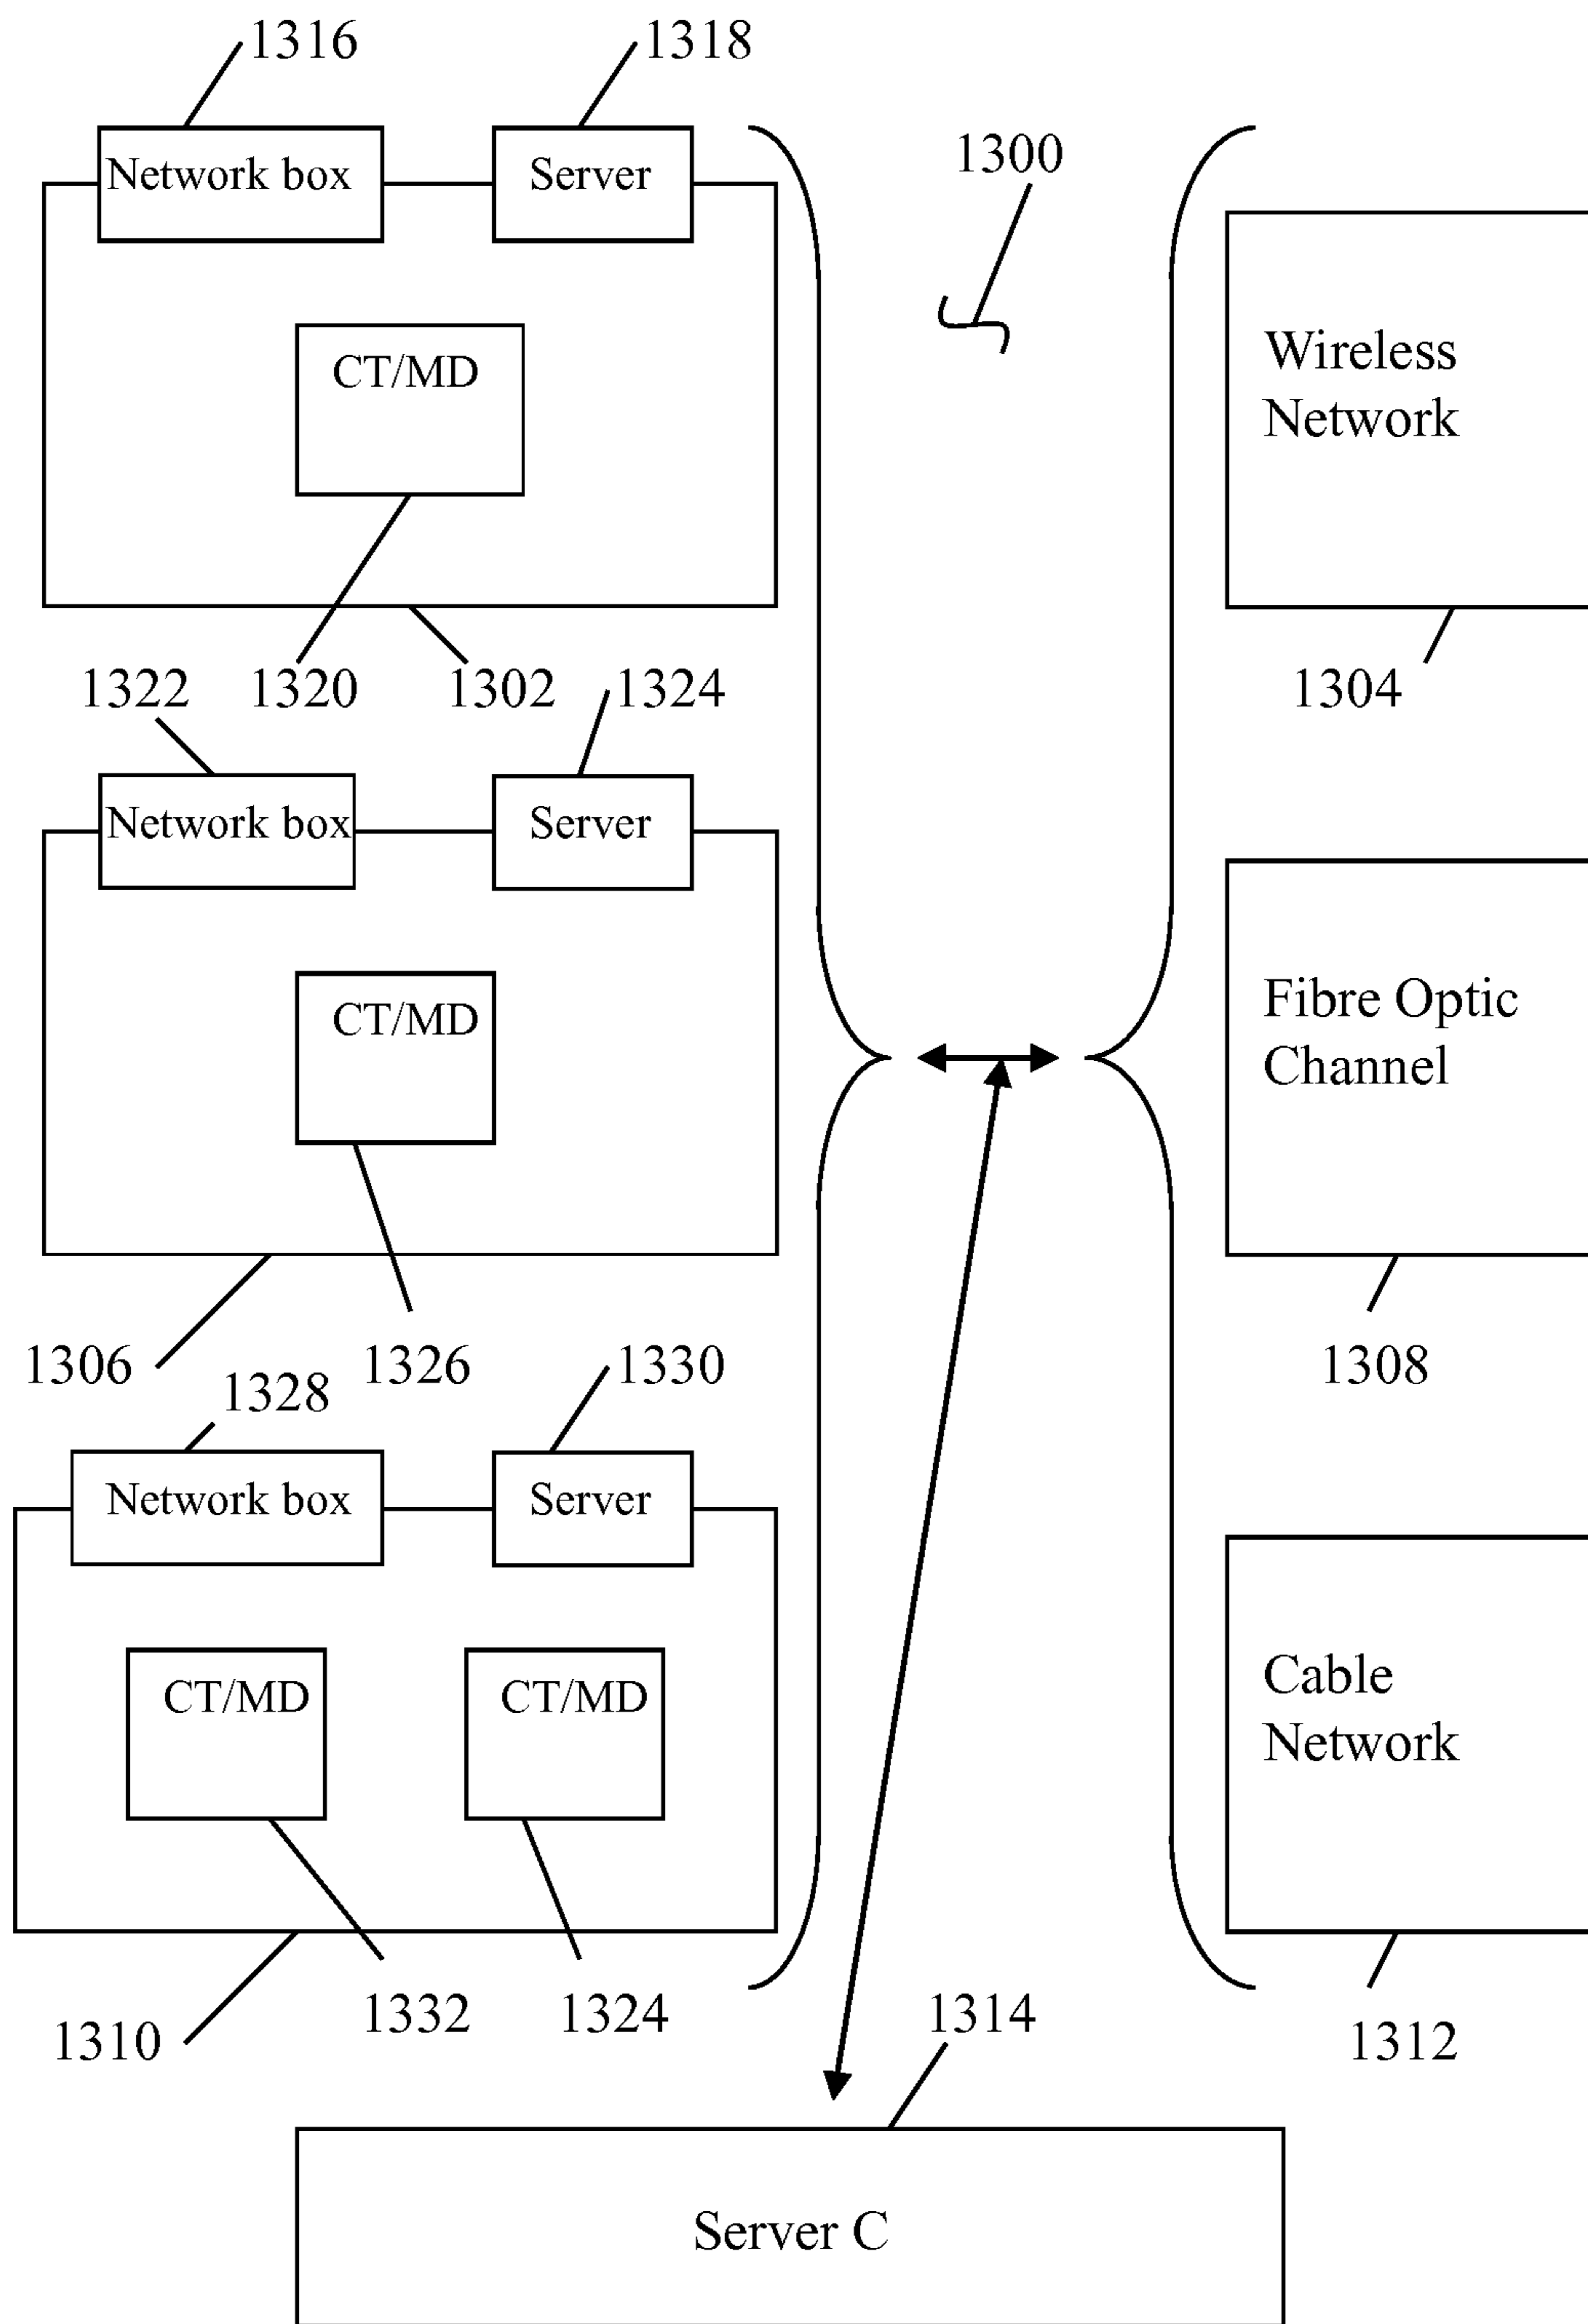 1316
1318
1300
Network box
Server
CT/MD
Wireless
Network
1320
1302
1304
1322
1324
Network box
Server
CT/MD
Fibre Optic
Channel
1306
1326
1308
1328
1330
Network box
Server
CT/MD
CT/MD
Cable
Network
1310
1332
1324
1314
1312
Server C